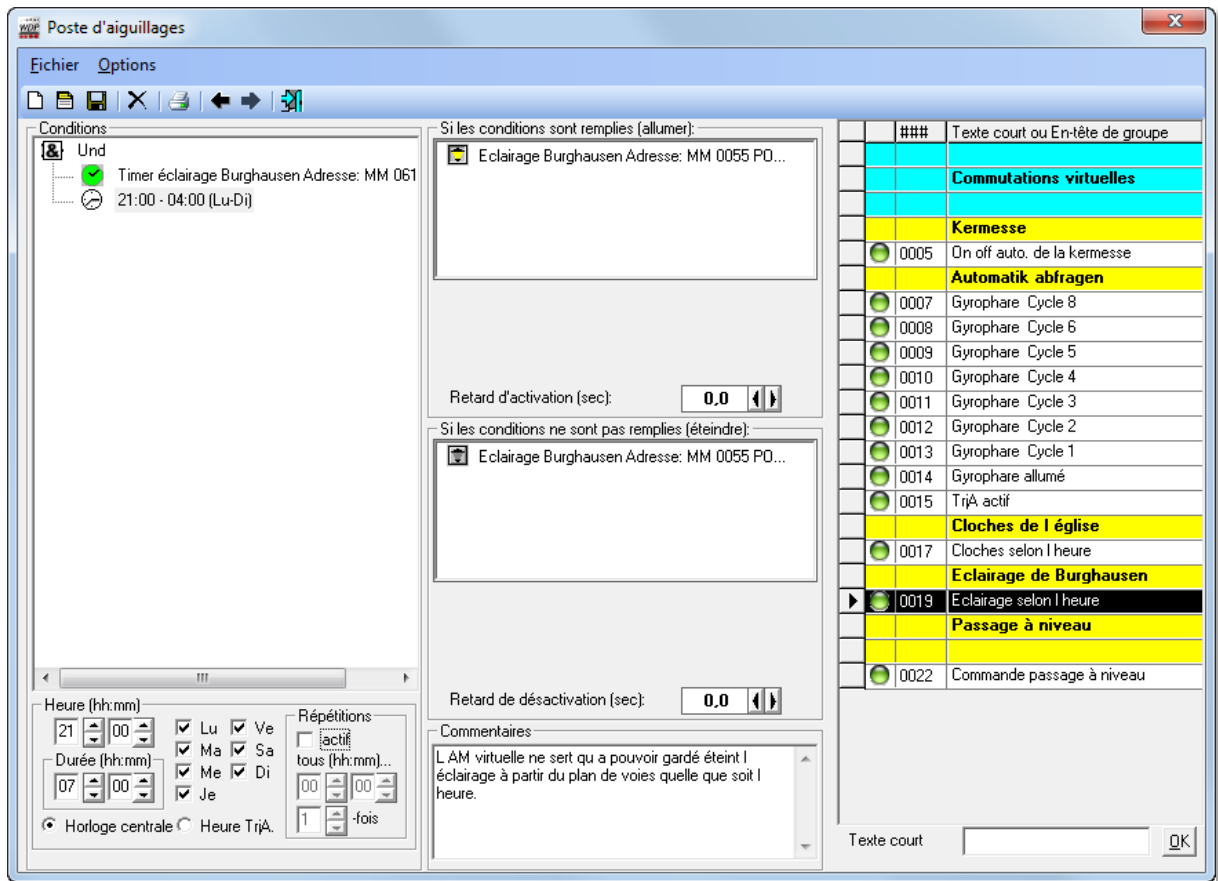 Poste d'aiguillages
Fichier Options
Conditions
Und
Timer éclairage Burghausen Adresse: MM 061
21:00 - 04:00 (Lu-Di)
Heure (hh:mm)
21 00
Durée (hh:mm)
07 00
Lu Ve
Ma Sa
Me Di
Je
Répétitions
actif
tous (hh:mm)...
00 00
1 -fois
Horloge centrale Heure TrjA.
Si les conditions sont remplies (allumer):
Eclairage Burghausen Adresse: MM 0055 PO...
Retard d'activation (sec): 0,0
Si les conditions ne sont pas remplies (éteindre):
Eclairage Burghausen Adresse: MM 0055 PO...
Retard de désactivation (sec): 0,0
Commentaires
L AM virtuelle ne sert qu a pouvoir gardé éteint l
éclairage à partir du plan de voies quelle que soit l
heure.
### Texte court ou En-tête de groupe
Commutations virtuelles
Kermesse
0005 On off auto. de la kermesse
Automatik abfragen
0007 Gyrophare Cycle 8
0008 Gyrophare Cycle 6
0009 Gyrophare Cycle 5
0010 Gyrophare Cycle 4
0011 Gyrophare Cycle 3
0012 Gyrophare Cycle 2
0013 Gyrophare Cycle 1
0014 Gyrophare allumé
0015 TrjA actif
Cloches de l église
0017 Cloches selon l heure
Eclairage de Burghausen
0019 Eclairage selon l heure
Passage à niveau
0022 Commande passage à niveau
Texte court OK